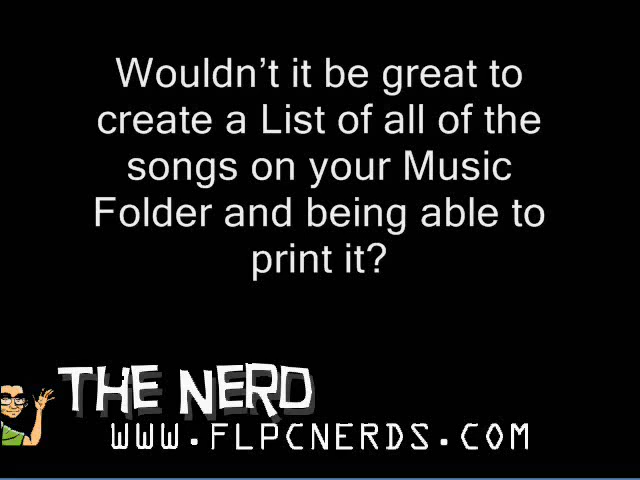 Wouldn’t it be great to
create a List of all of the
songs on your Music
Folder and being able to
print it?
THE NERD
WWW.FLPCNERDS.COM